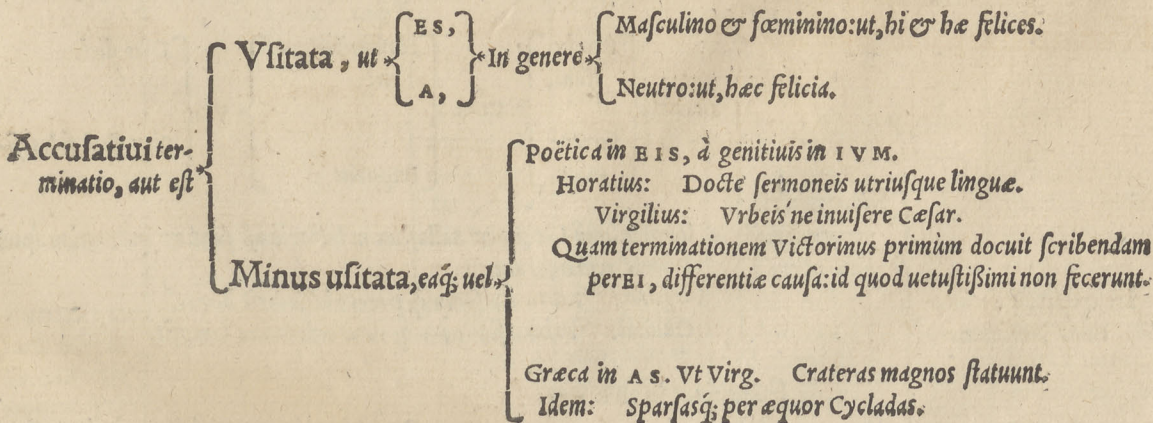 Accusatiui ter-
minatio, aut est
Vsitata, ut
ES,
A,
In genere
Masculino & fœminino: ut, hi & hæ felices.
Neutro: ut, hæc felicia.
Minus usitata, eaq́; uel
Poëtica in EIS, à genitiuis in IVM.
Horatius: Docte sermoneis utriusque linguæ.
Virgilius: Vrbeis'ne inuisere Cæsar.
Quam terminationem Victorinus primùm docuit scribendam
per EI, differentiæ causa: id quod uetustißimi non fecerunt.
Græca in AS. Vt Virg. Crateras magnos statuunt.
Idem: Sparsasq́; per æquor Cycladas.